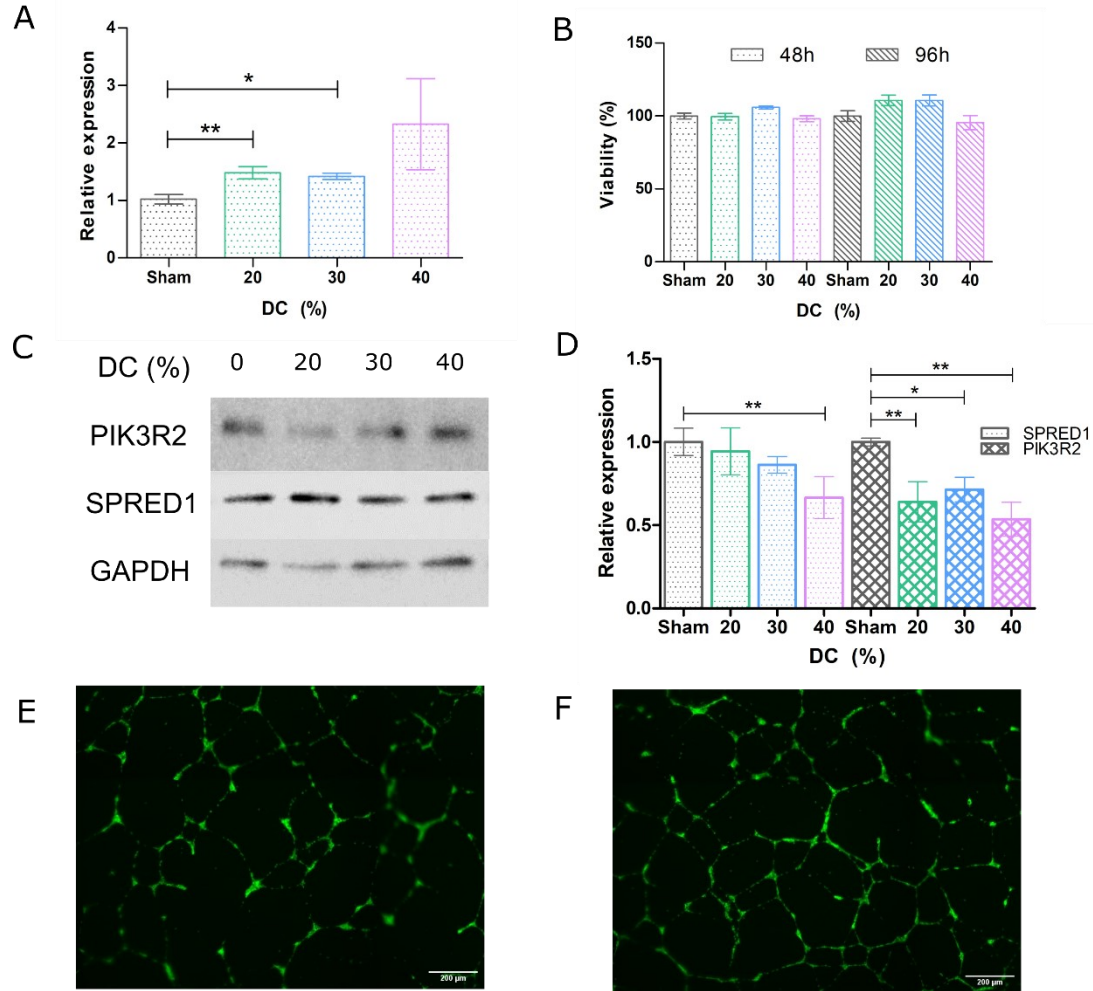 A
4
3
2
1
0
Relative expression
*
**
Sham 20 30 40
DC (%)
B
150
100
50
0
Viability (%)
48h 96h
Sham 20 30 40 Sham 20 30 40
DC (%)
C
DC (%) 0 20 30 40
PIK3R2
SPRED1
GAPDH
D
1.5
1.0
0.5
0.0
Relative expression
**
**
*
**
SPRED1
PIK3R2
Sham 20 30 40 Sham 20 30 40
DC (%)
E
200 µm
F
200 µm